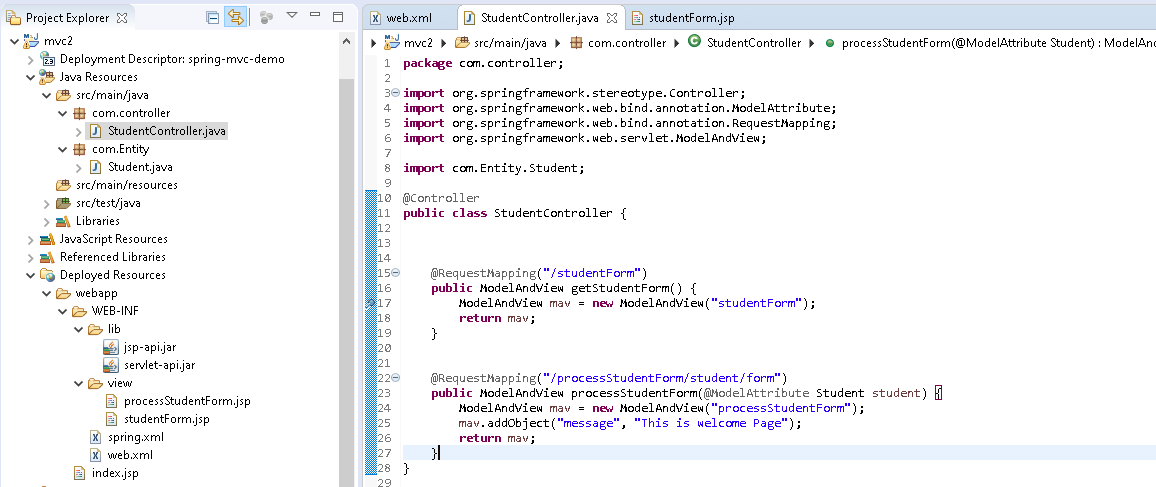 Project Explorer
mvc2
Deployment Descriptor: spring-mvc-demo
Java Resources
src/main/java
com.controller
StudentController.java
com.Entity
Student.java
src/main/resources
src/test/java
Libraries
JavaScript Resources
Referenced Libraries
Deployed Resources
webapp
WEB-INF
lib
jsp-api.jar
servlet-api.jar
view
processStudentForm.jsp
studentForm.jsp
spring.xml
web.xml
index.jsp
web.xml StudentController.java studentForm.jsp
mvc2 src/main/java com.controller StudentController processStudentForm(@ModelAttribute Student) : ModelAn
1 package com.controller;
2
3 import org.springframework.stereotype.Controller;
4 import org.springframework.web.bind.annotation.ModelAttribute;
5 import org.springframework.web.bind.annotation.RequestMapping;
6 import org.springframework.web.servlet.ModelAndView;
7
8 import com.Entity.Student;
9
10 @Controller
11 public class StudentController {
12
13
14
15 @RequestMapping("/studentForm")
16 public ModelAndView getStudentForm() {
17 ModelAndView mav = new ModelAndView("studentForm");
18 return mav;
19 }
20
21
22 @RequestMapping("/processStudentForm/student/form")
23 public ModelAndView processStudentForm(@ModelAttribute Student student) {
24 ModelAndView mav = new ModelAndView("processStudentForm");
25 mav.addObject("message", "This is welcome Page");
26 return mav;
27 }
28 }
29